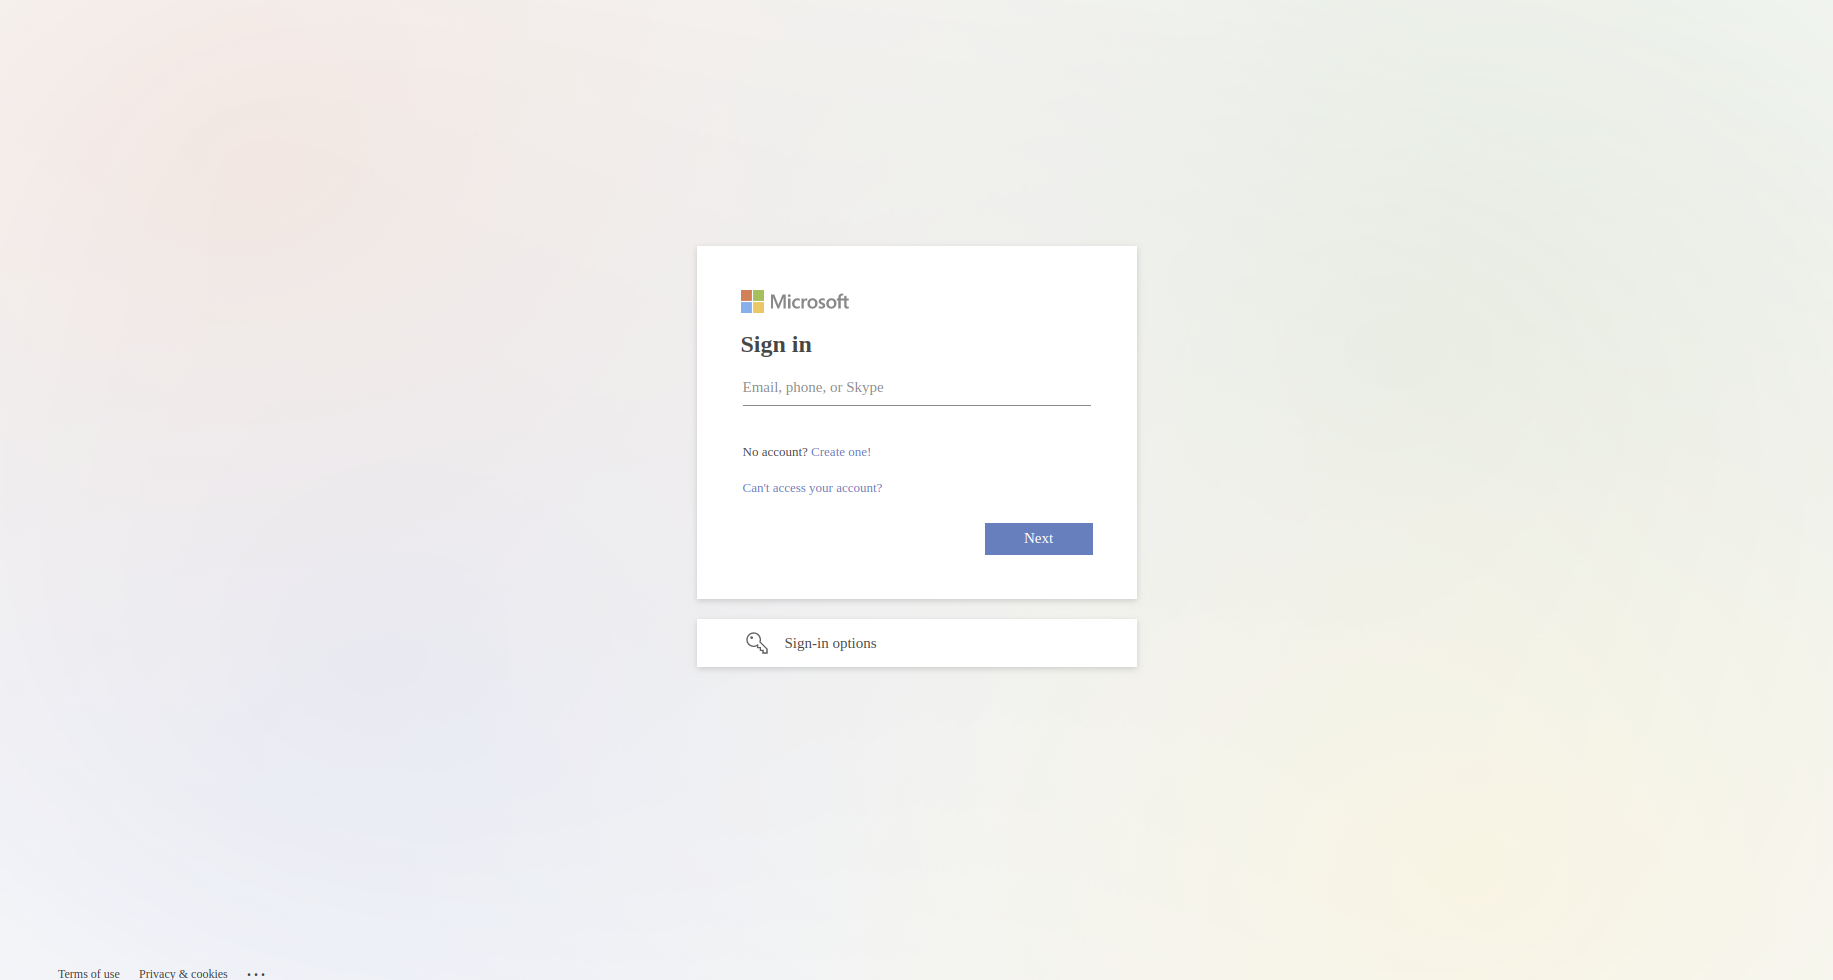 Microsoft
Sign in
Email, phone, or Skype
No account? Create one!
Can't access your account?
Next
Sign-in options
Terms of use Privacy & cookies ...